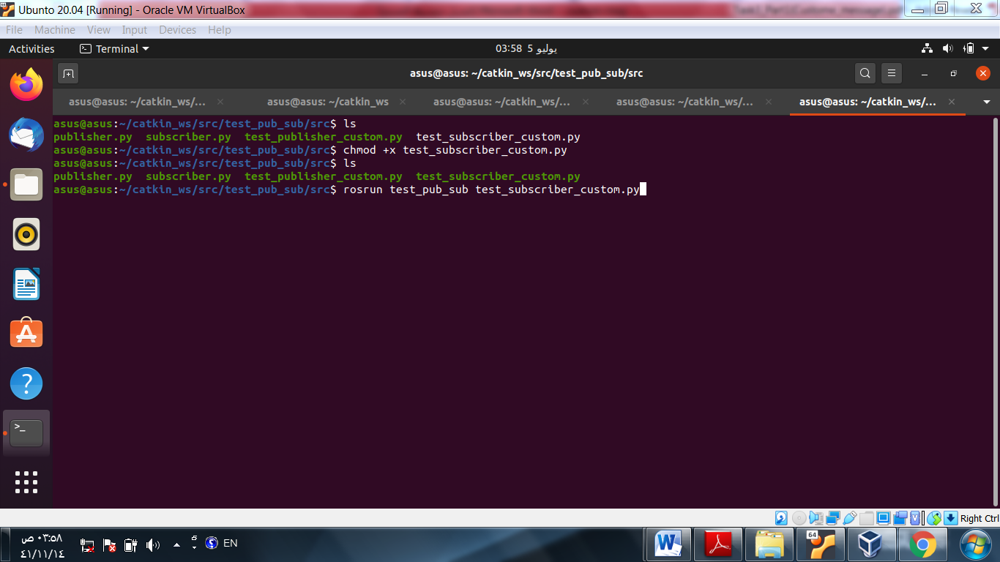 Ubunto 20.04 [Running] - Oracle VM VirtualBox
File Machine View Input Devices Help
Activities Terminal 03:58 5 يوليو
asus@asus: ~/catkin_ws/src/test_pub_sub/src
asus@asus: ~/catkin_ws/... asus@asus: ~/catkin_ws asus@asus: ~/catkin_ws/... asus@asus: ~/catkin_ws/... asus@asus: ~/catkin_ws/...
asus@asus:~/catkin_ws/src/test_pub_sub/src$ ls
publisher.py subscriber.py test_publisher_custom.py test_subscriber_custom.py
asus@asus:~/catkin_ws/src/test_pub_sub/src$ chmod +x test_subscriber_custom.py
asus@asus:~/catkin_ws/src/test_pub_sub/src$ ls
publisher.py subscriber.py test_publisher_custom.py test_subscriber_custom.py
asus@asus:~/catkin_ws/src/test_pub_sub/src$ rosrun test_pub_sub test_subscriber_custom.py
Right Ctrl
٠٣:٥٨ ص
٤١/١١/١٤
EN
64